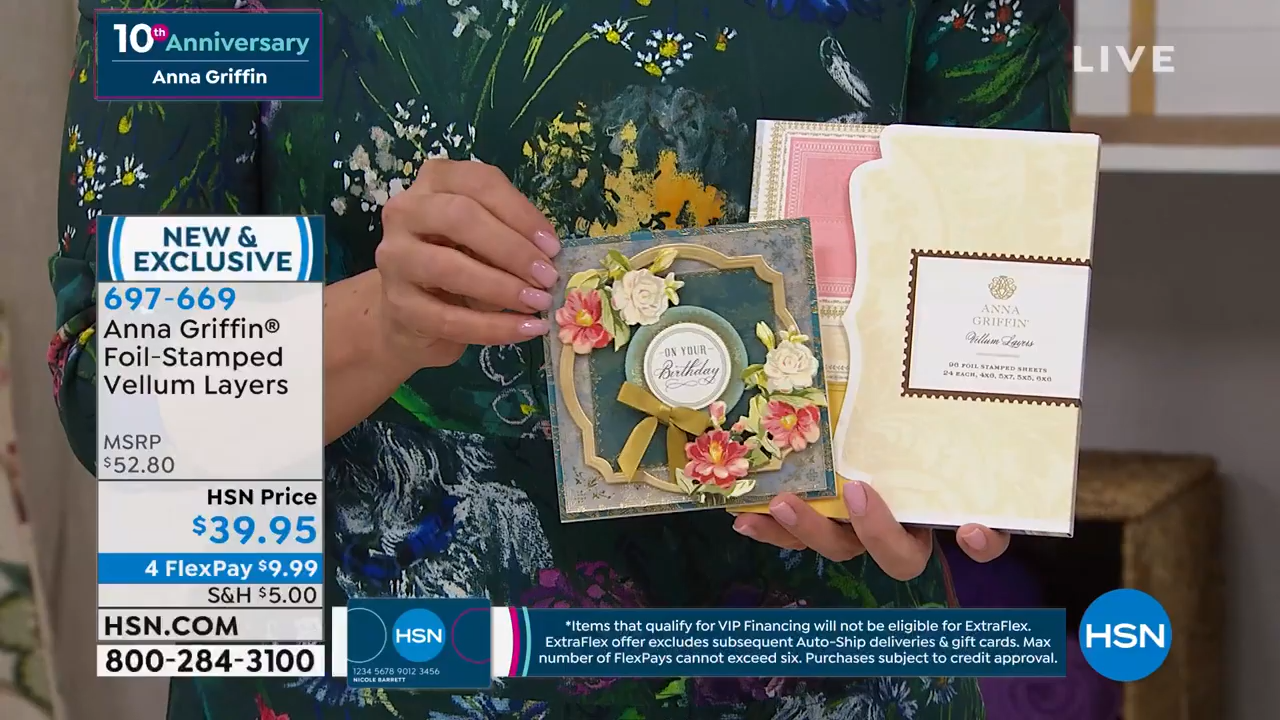 10th Anniversary
Anna Griffin
LIVE
NEW &
EXCLUSIVE
697-669
Anna Griffin®
Foil-Stamped
Vellum Layers
MSRP
$52.80
HSN Price
$39.95
4 FlexPay $9.99
S&H $5.00
HSN.COM
800-284-3100
ON YOUR
Birthday
ANNA
GRIFFIN®
Vellum Layers
96 FOIL STAMPED SHEETS
24 EACH, 4X6, 5X7, 5X5, 6X6
HSN
1234 5678 9012 3456
NICOLE BARRETT
*Items that qualify for VIP Financing will not be eligible for ExtraFlex.
ExtraFlex offer excludes subsequent Auto-Ship deliveries & gift cards. Max
number of FlexPays cannot exceed six. Purchases subject to credit approval.
HSN